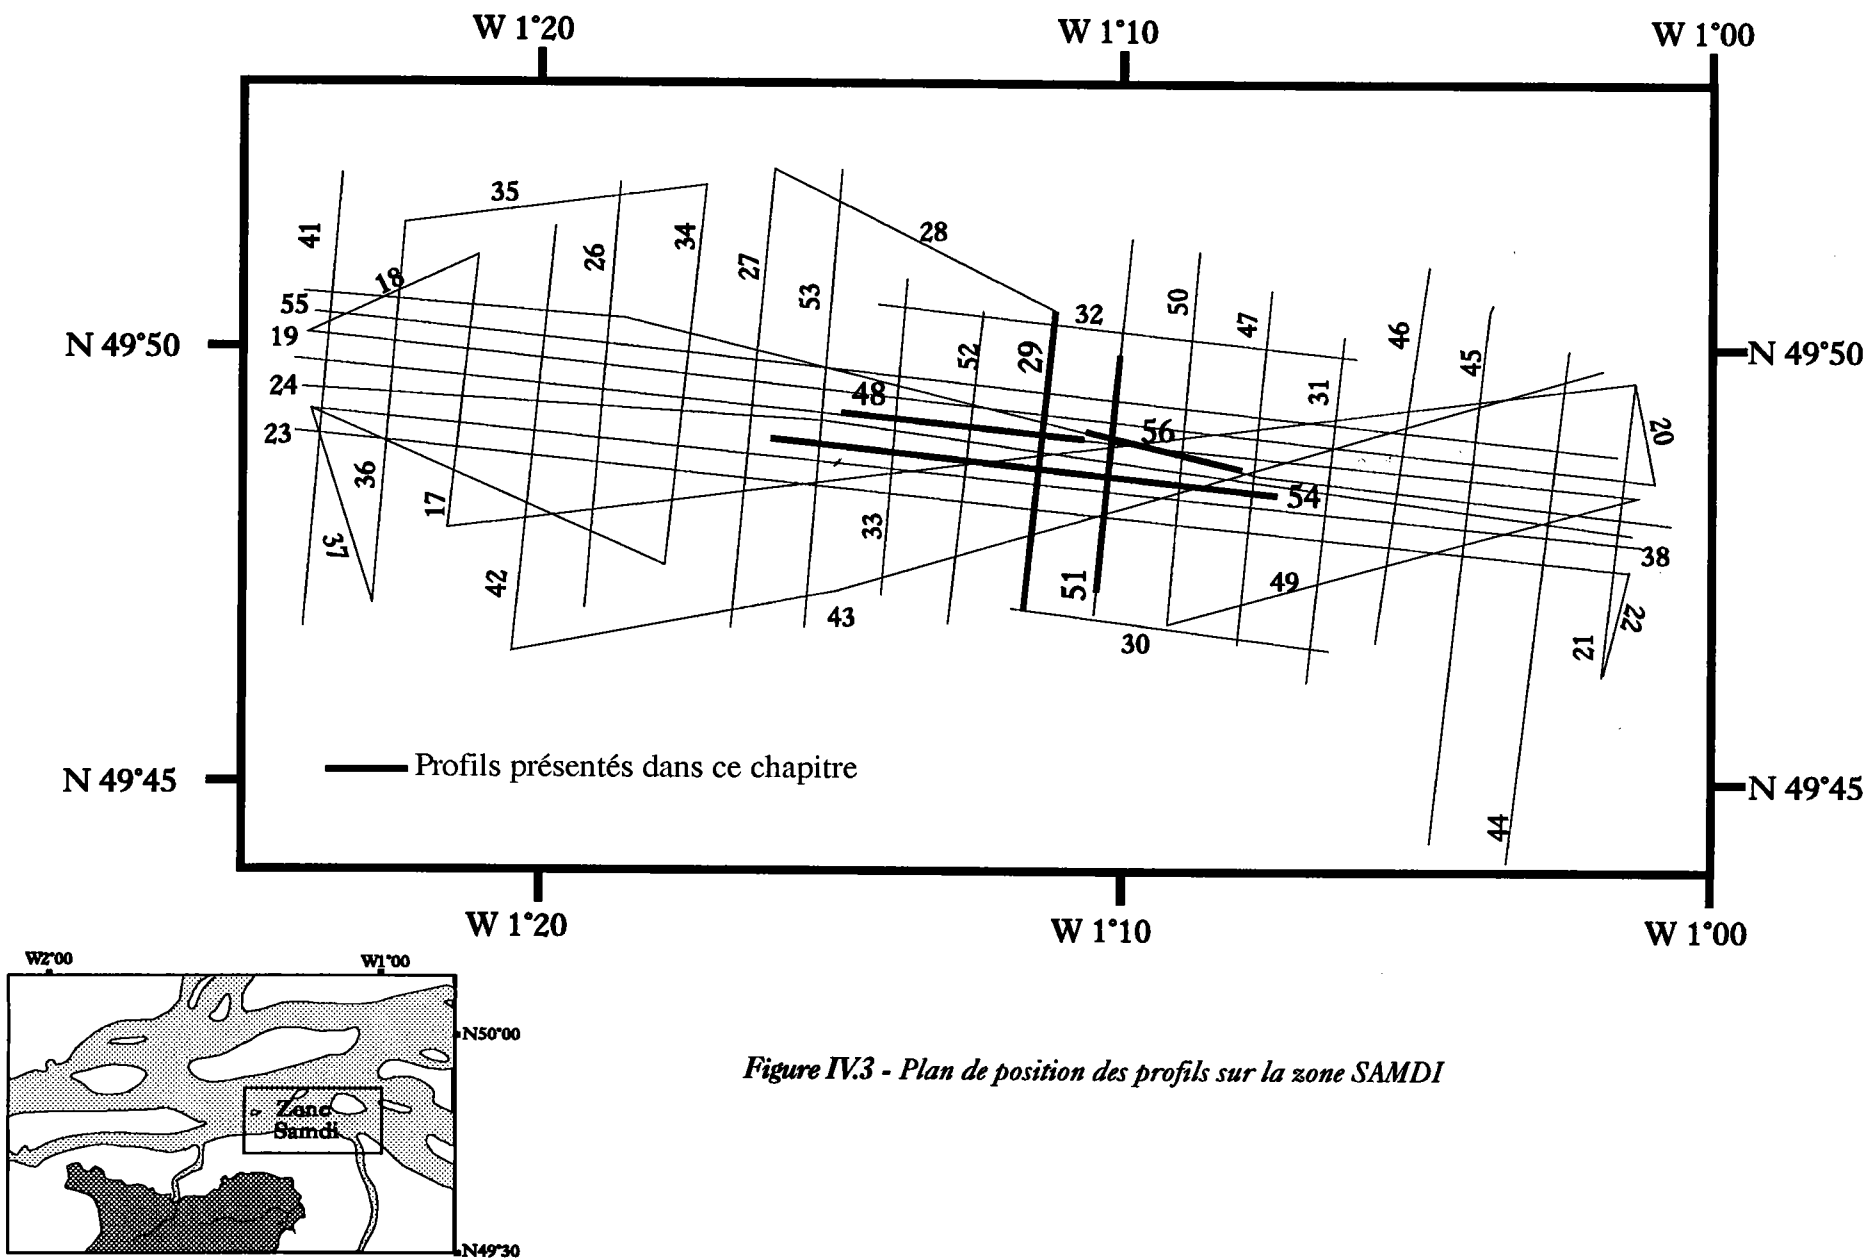 W 1°20
W 1°10
W 1°00
35
28
41
18
26
34
27
53
55
19
N 49°50
32
50
47
46
45
52
29
31
N 49°50
24
48
23
56
20
36
17
33
54
37
42
51
49
38
43
30
22
21
44
Profils présentés dans ce chapitre
N 49°45
N 49°45
W 1°20
W 1°10
W 1°00
W2°00
W1°00
N50°00
Zone
Samdi
N49°30
Figure IV.3 - Plan de position des profils sur la zone SAMDI